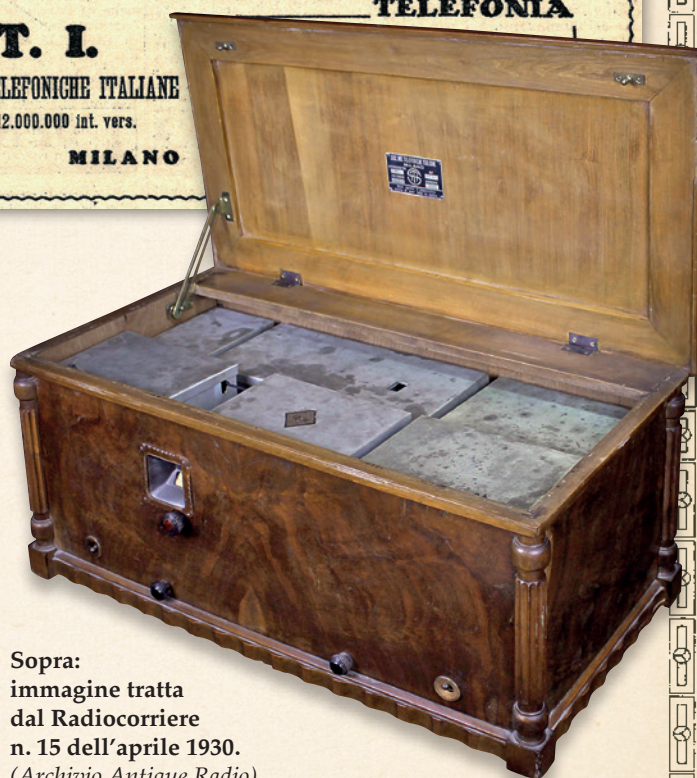 TELEFONIA
T. I.
LEFONICHE ITALIANE
12.000.000 int. vers.
MILANO
Sopra:
immagine tratta
dal Radiocorriere
n. 15 dell'aprile 1930.
(Archivio Antique Radio)